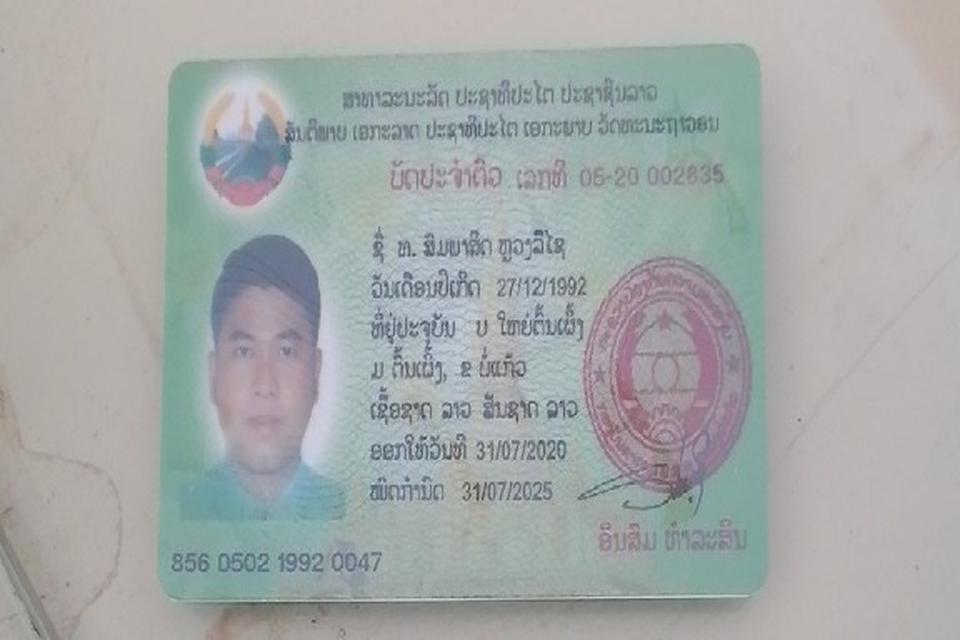 ສາທາລະນະລັດ ປະຊາທິປະໄຕ ປະຊາຊົນລາວ
ສັນຕິພາບ ເອກະລາດ ປະຊາທິປະໄຕ ເອກະພາບ ວັດທະນະຖາວອນ
ບັດປະຈຳຕົວ ເລກທີ 05-20 002635
ຊື່ ທ. ສົມພາສິດ ຫຼວງລືໄຊ
ວັນເດືອນປີເກີດ 27/12/1992
ທີ່ຢູ່ປະຈຸບັນ ບ ໃຫຍ່ຕົ້ນເຜິ້ງ
ມ ຕົ້ນເຜິ້ງ, ຂ ບໍ່ແກ້ວ
ເຊື້ອຊາດ ລາວ ສັນຊາດ ລາວ
ອອກໃຫ້ວັນທີ 31/07/2020
ໝົດກຳນົດ 31/07/2025
ອິນສົມ ທຳລະສິນ
856 0502 1992 0047